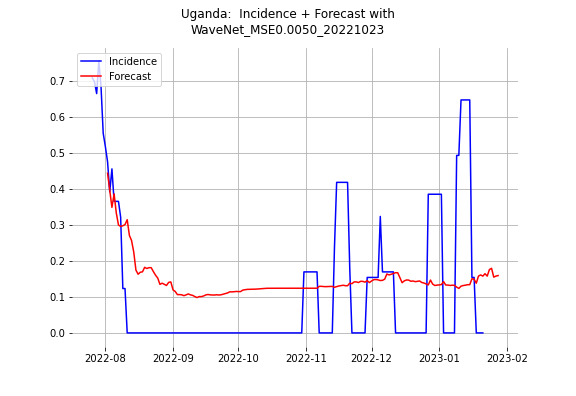 Uganda:  Incidence + Forecast with
WaveNet_MSE0.0050_20221023
Incidence
Forecast
0.7
0.6
0.5
0.4
0.3
0.2
0.1
0.0
2022-08 2022-09 2022-10 2022-11 2022-12 2023-01 2023-02